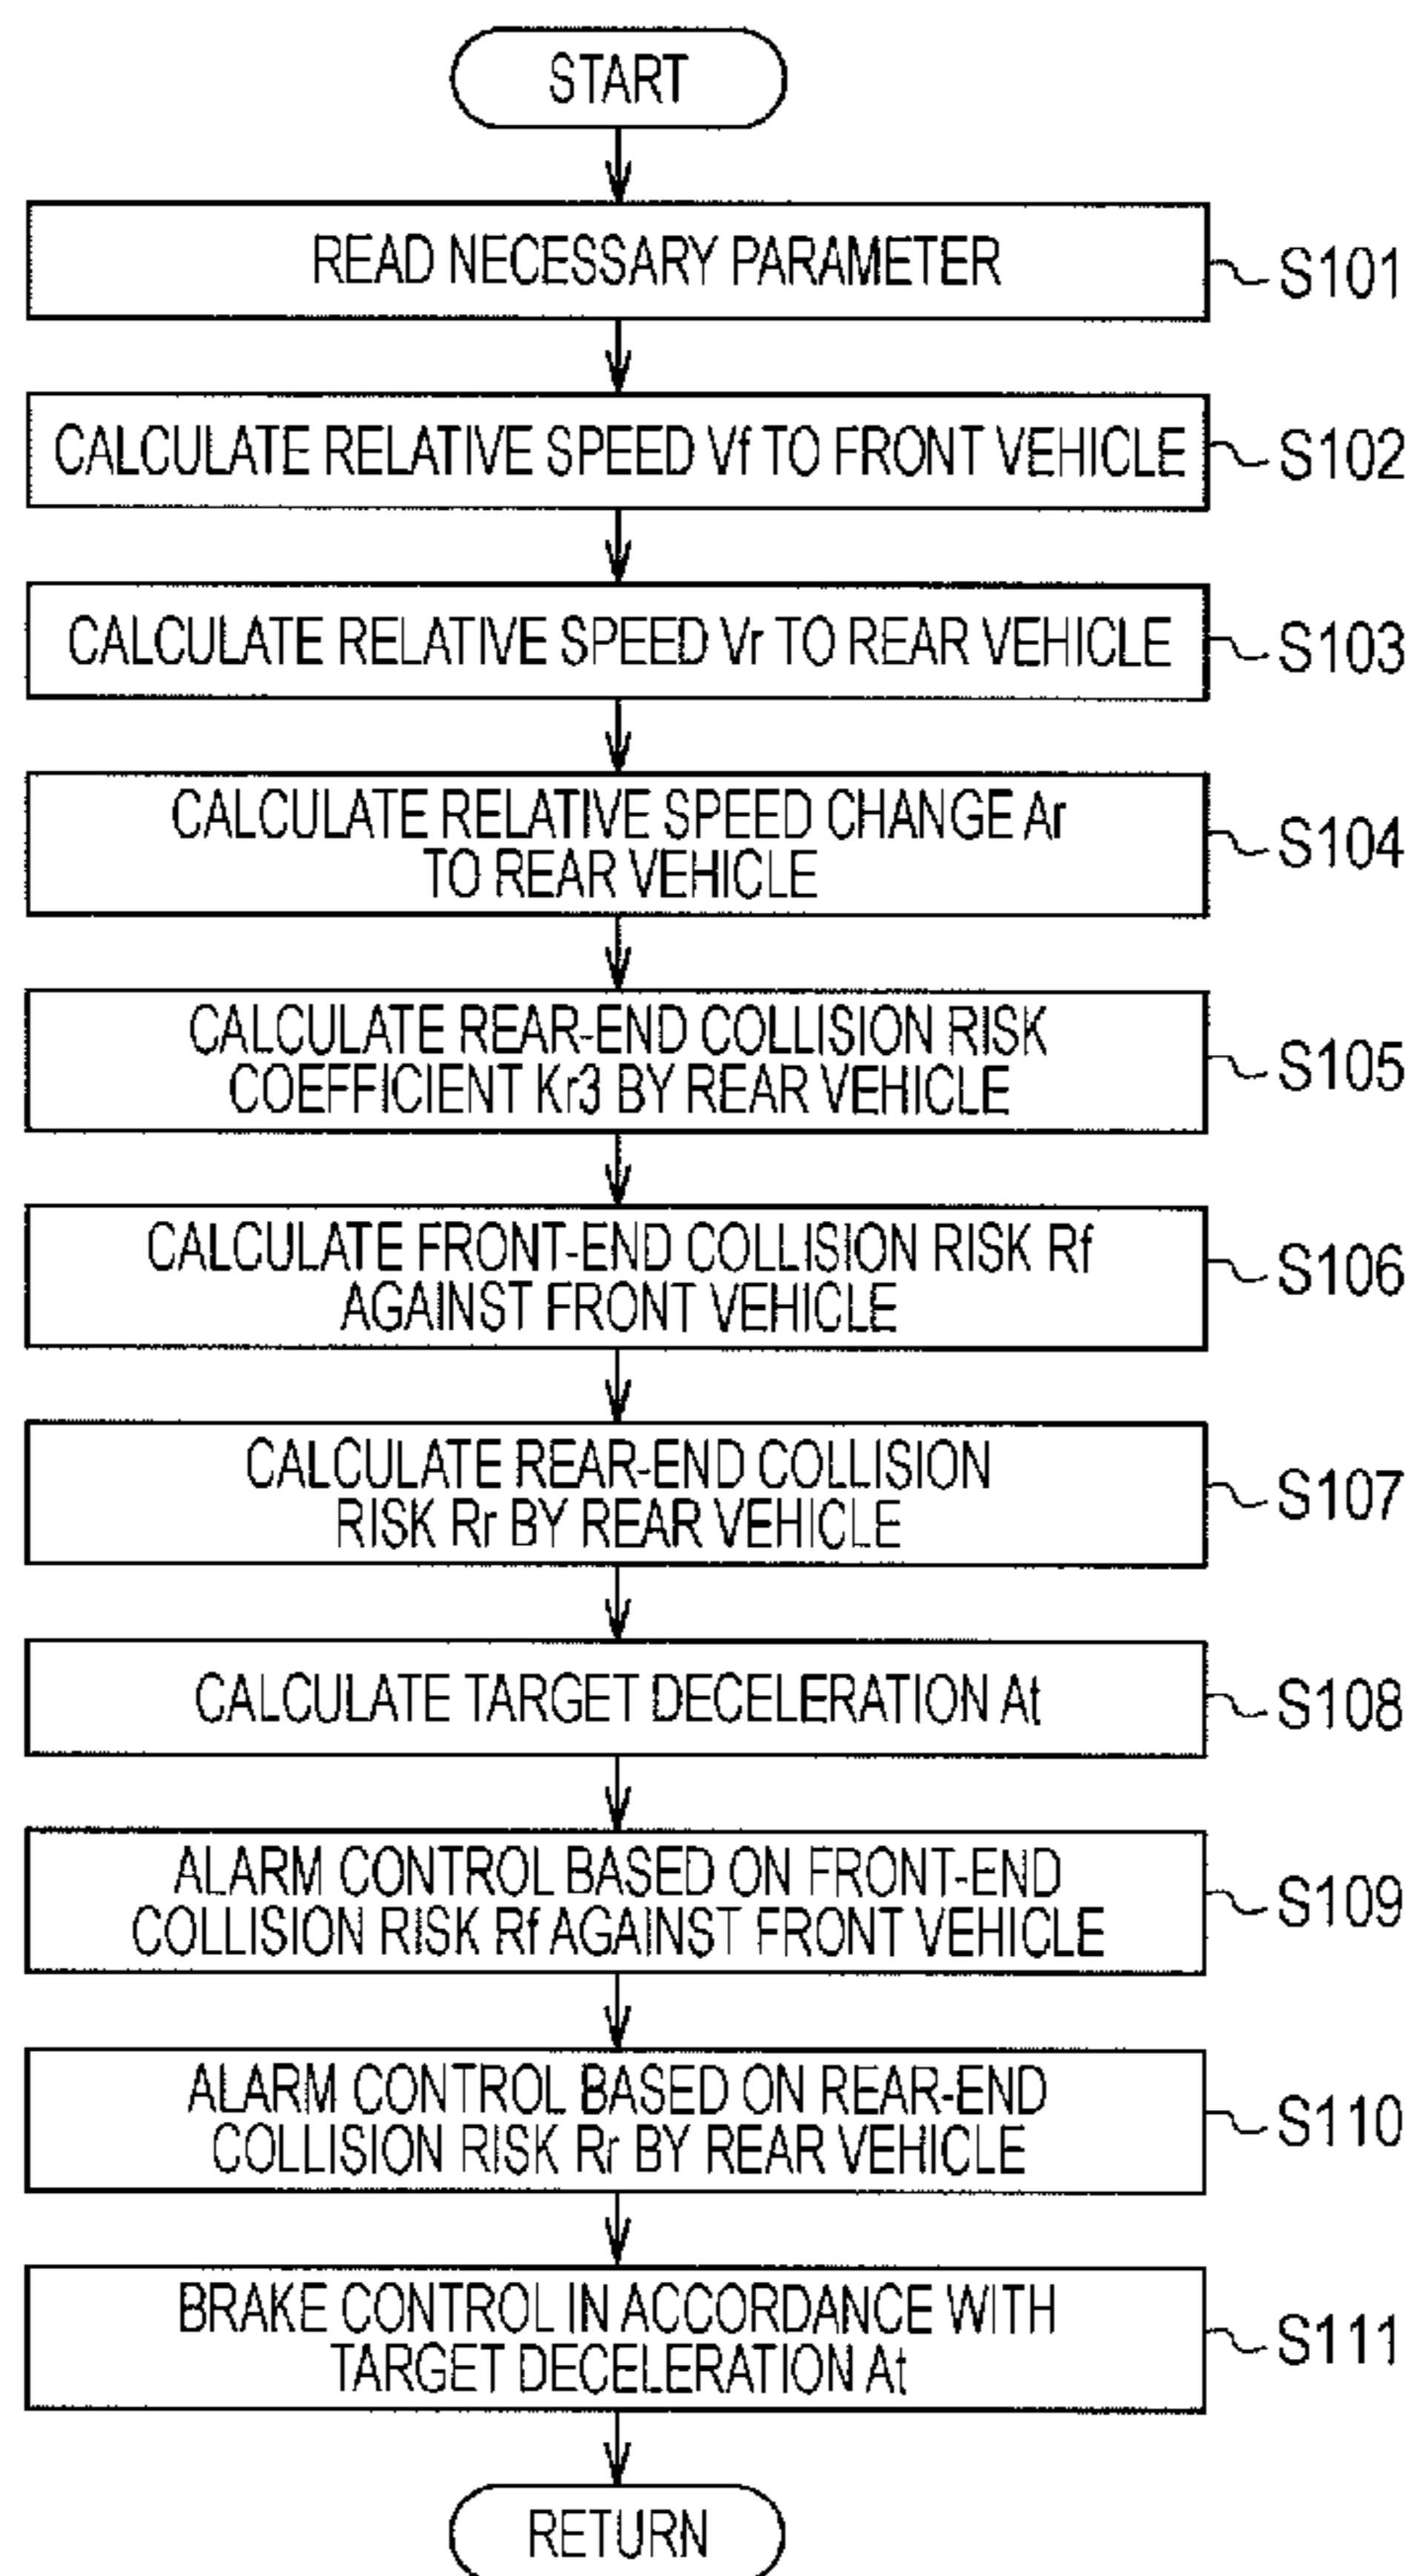 START
READ NECESSARY PARAMETER
S101
CALCULATE RELATIVE SPEED Vf TO FRONT VEHICLE
S102
CALCULATE RELATIVE SPEED Vr TO REAR VEHICLE
S103
CALCULATE RELATIVE SPEED CHANGE Ar
TO REAR VEHICLE
S104
CALCULATE REAR-END COLLISION RISK
COEFFICIENT Kr3 BY REAR VEHICLE
S105
CALCULATE FRONT-END COLLISION RISK Rf
AGAINST FRONT VEHICLE
S106
CALCULATE REAR-END COLLISION
RISK Rr BY REAR VEHICLE
S107
CALCULATE TARGET DECELERATION At
S108
ALARM CONTROL BASED ON FRONT-END
COLLISION RISK Rf AGAINST FRONT VEHICLE
S109
ALARM CONTROL BASED ON REAR-END
COLLISION RISK Rr BY REAR VEHICLE
S110
BRAKE CONTROL IN ACCORDANCE WITH
TARGET DECELERATION At
S111
RETURN